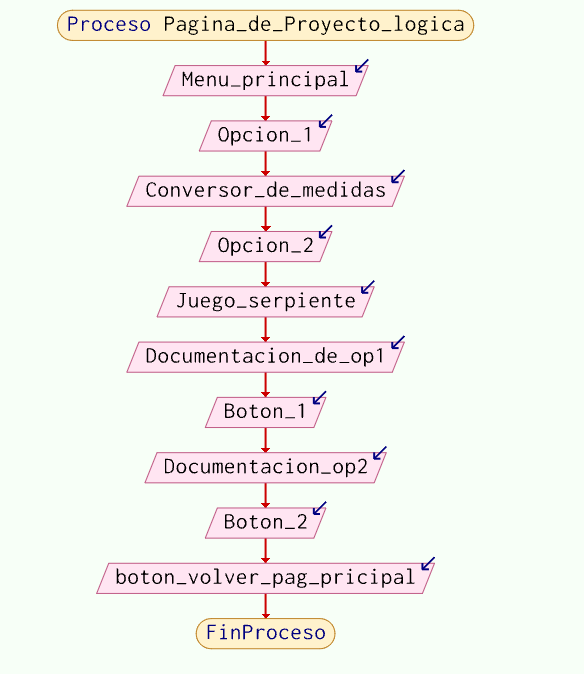 Proceso Pagina_de_Proyecto_logica
Menu_principal
Opcion_1
Conversor_de_medidas
Opcion_2
Juego_serpiente
Documentacion_de_op1
Boton_1
Documentacion_op2
Boton_2
boton_volver_pag_pricipal
FinProceso